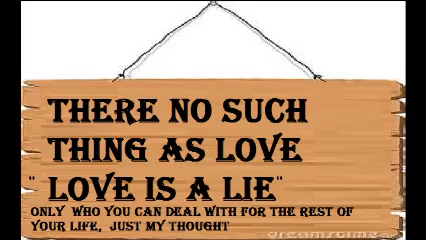 THERE NO SUCH
THING AS LOVE
" LOVE IS A LIE"
ONLY WHO YOU CAN DEAL WITH FOR THE REST OF
YOUR LIFE, JUST MY THOUGHT
dreamstime